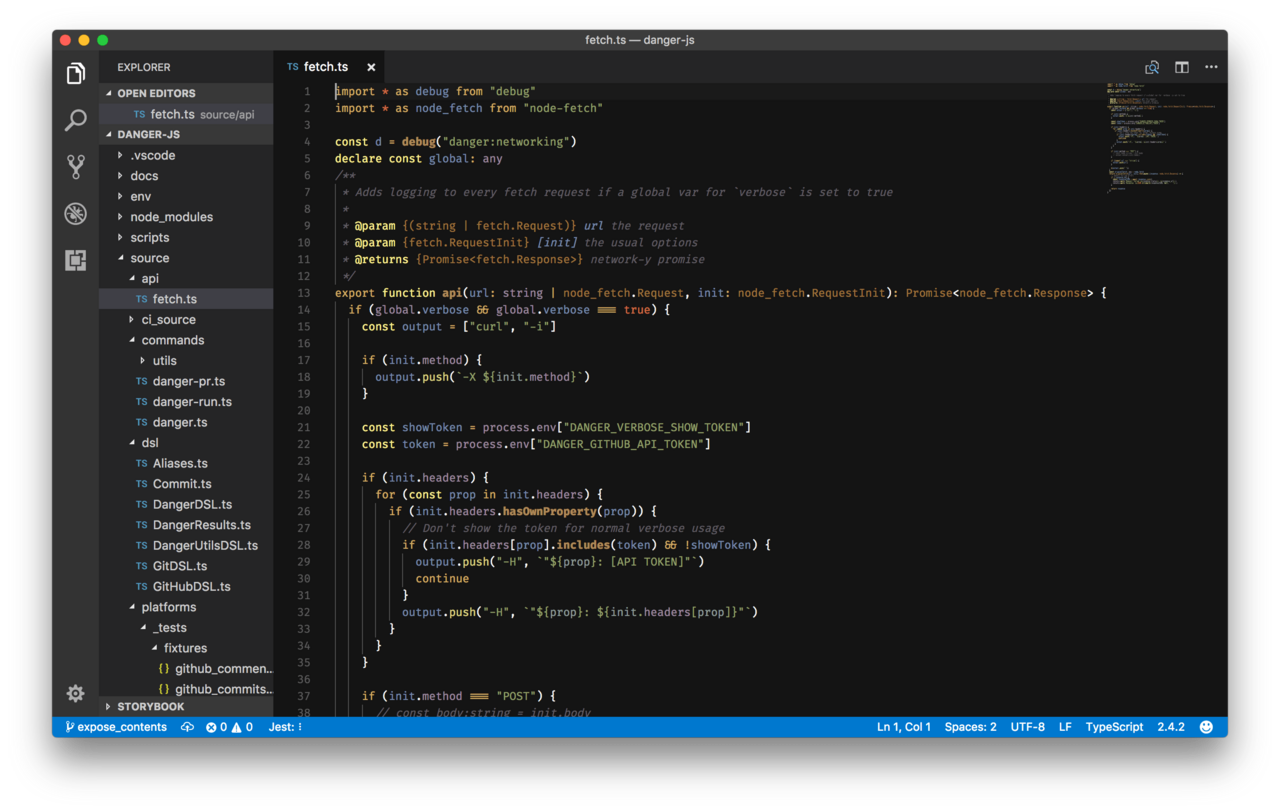 fetch.ts — danger-js
EXPLORER
OPEN EDITORS
TS fetch.ts source/api
DANGER-JS
.vscode
docs
env
node_modules
scripts
source
api
TS fetch.ts
ci_source
commands
utils
TS danger-pr.ts
TS danger-run.ts
TS danger.ts
dsl
TS Aliases.ts
TS Commit.ts
TS DangerDSL.ts
TS DangerResults.ts
TS DangerUtilsDSL.ts
TS GitDSL.ts
TS GitHubDSL.ts
platforms
_tests
fixtures
{} github_commen...
{} github_commits...
STORYBOOK
TS fetch.ts ×
1 import * as debug from "debug"
2 import * as node_fetch from "node-fetch"
3
4 const d = debug("danger:networking")
5 declare const global: any
6 /**
7 * Adds logging to every fetch request if a global var for `verbose` is set to true
8 *
9 * @param {(string | fetch.Request)} url the request
10 * @param {fetch.RequestInit} [init] the usual options
11 * @returns {Promise<fetch.Response>} network-y promise
12 */
13 export function api(url: string | node_fetch.Request, init: node_fetch.RequestInit): Promise<node_fetch.Response> {
14 if (global.verbose && global.verbose === true) {
15 const output = ["curl", "-i"]
16
17 if (init.method) {
18 output.push(`-X ${init.method}`)
19 }
20
21 const showToken = process.env["DANGER_VERBOSE_SHOW_TOKEN"]
22 const token = process.env["DANGER_GITHUB_API_TOKEN"]
23
24 if (init.headers) {
25 for (const prop in init.headers) {
26 if (init.headers.hasOwnProperty(prop)) {
27 // Don't show the token for normal verbose usage
28 if (init.headers[prop].includes(token) && !showToken) {
29 output.push("-H", `"${prop}: [API TOKEN]"`)
30 continue
31 }
32 output.push("-H", `"${prop}: ${init.headers[prop]}"`)
33 }
34 }
35 }
36
37 if (init.method === "POST") {
38 // const body:string = init.body
expose_contents 0 0 Jest: Ln 1, Col 1 Spaces: 2 UTF-8 LF TypeScript 2.4.2